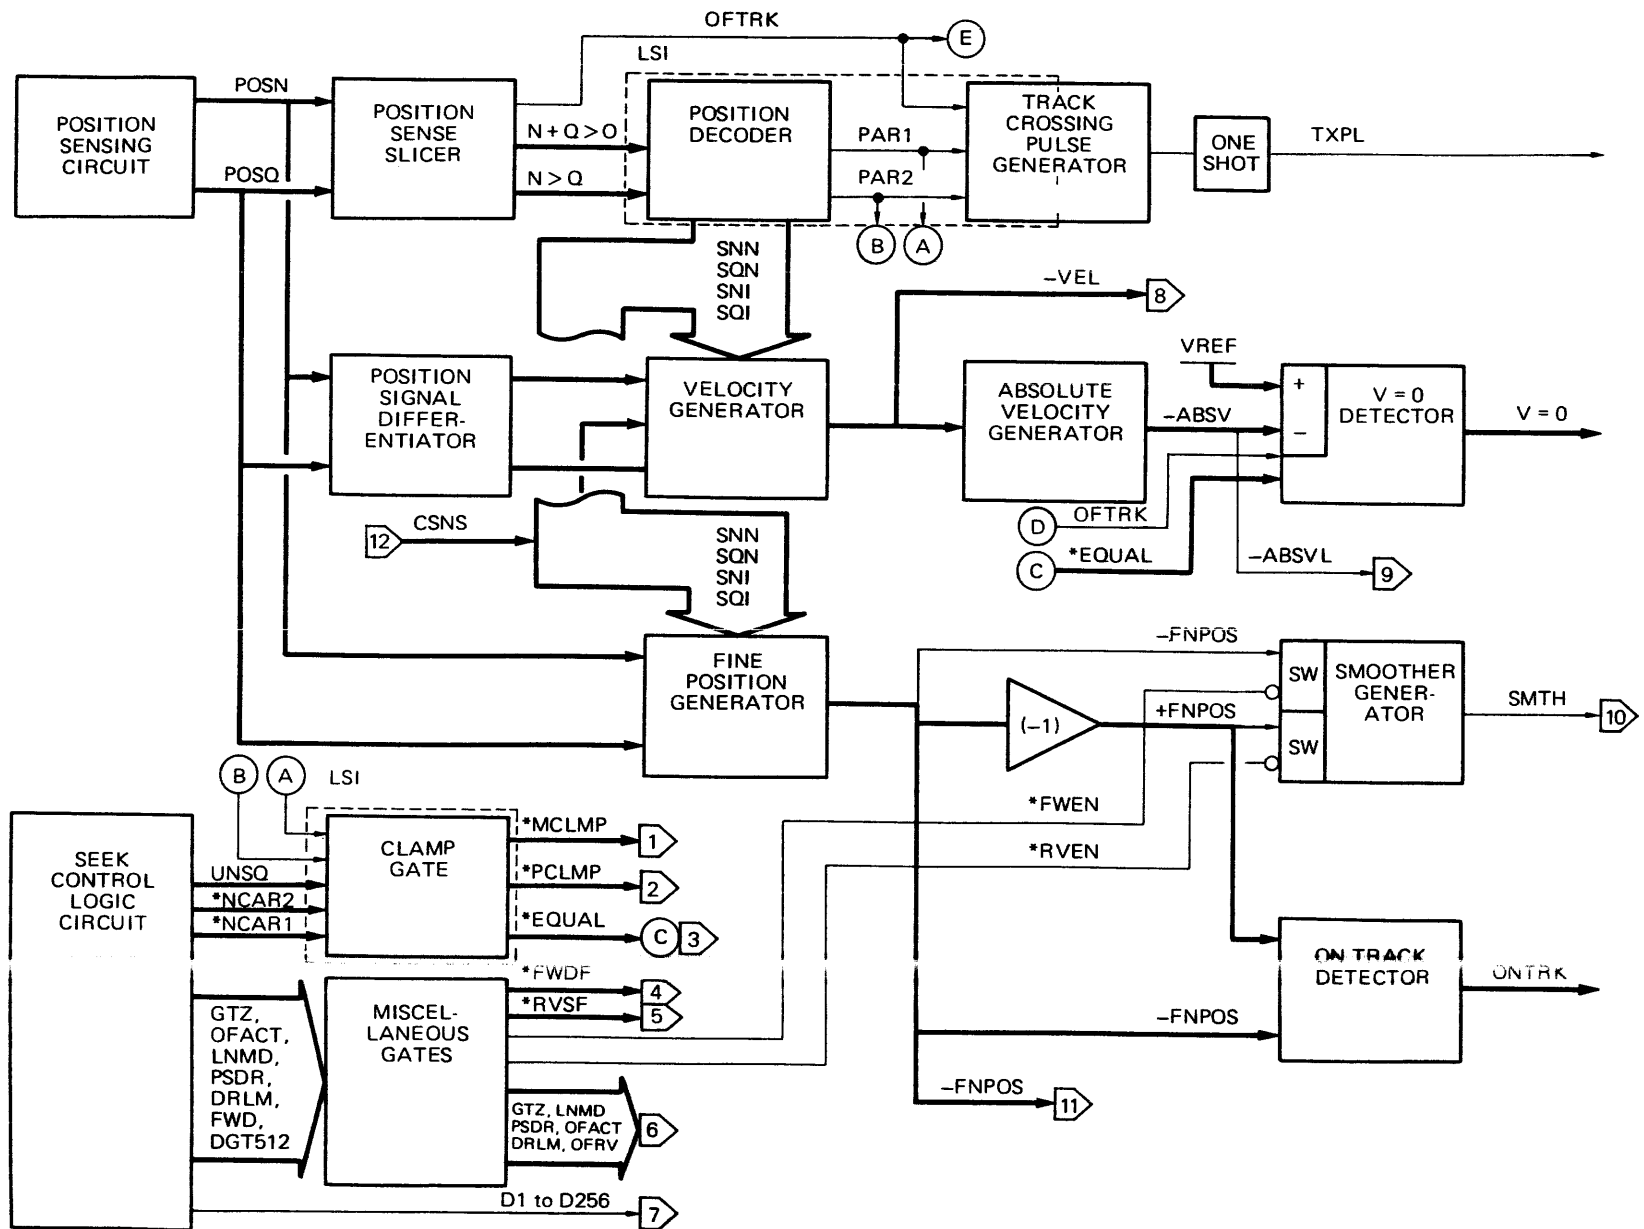 OFTRK
E
LSI
POSITION
SENSING
CIRCUIT
POSN
POSQ
POSITION
SENSE
SLICER
N + Q > O
N > Q
POSITION
DECODER
PAR1
PAR2
TRACK
CROSSING
PULSE
GENERATOR
ONE
SHOT
TXPL
B
A
SNN
SQN
SNI
SQI
–VEL
8
POSITION
SIGNAL
DIFFER-
ENTIATOR
VELOCITY
GENERATOR
ABSOLUTE
VELOCITY
GENERATOR
–ABSV
VREF
+
–
V = 0
DETECTOR
V = 0
12
CSNS
SNN
SQN
SNI
SQI
D
OFTRK
C
*EQUAL
–ABSVL
9
FINE
POSITION
GENERATOR
–FNPOS
(–1)
+FNPOS
SW
SW
SMOOTHER
GENER-
ATOR
SMTH
10
B
A
LSI
SEEK
CONTROL
LOGIC
CIRCUIT
UNSQ
*NCAR2
*NCAR1
CLAMP
GATE
*MCLMP
1
*PCLMP
2
*EQUAL
C
3
*FWEN
*RVEN
GTZ,
OFACT,
LNMD,
PSDR,
DRLM,
FWD,
DGT512
MISCEL-
LANEOUS
GATES
*FWDF
4
*RVSF
5
GTZ, LNMD
PSDR, OFACT
DRLM, OFRV
6
ON TRACK
DETECTOR
ONTRK
–FNPOS
–FNPOS
11
D1 to D256
7